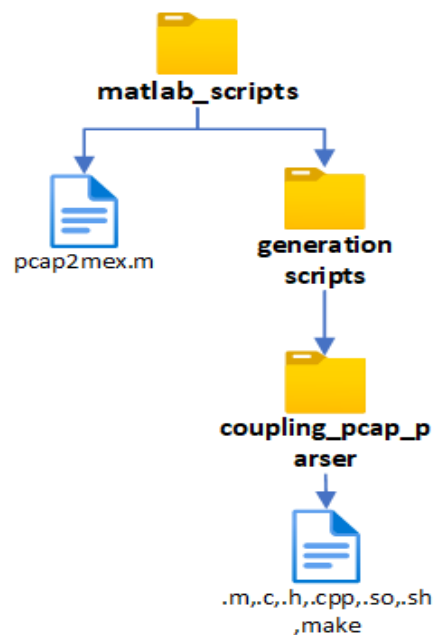 matlab_scripts
pcap2mex.m
generation
scripts
coupling_pcap_p
arser
.m,.c,.h,.cpp,.so,.sh
,make